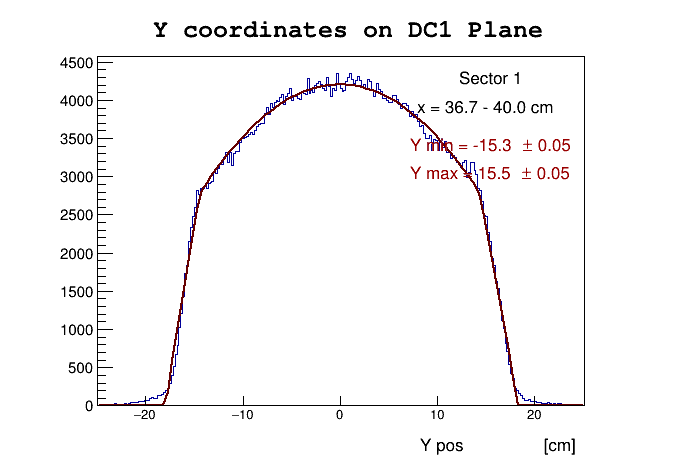 Y coordinates on DC1 Plane
4500
4000
3500
3000
2500
2000
1500
1000
500
0
Sector 1
x = 36.7 - 40.0 cm
Y min = -15.3 ± 0.05
Y max = 15.5 ± 0.05
−20 −10 0 10 20
Y pos [cm]